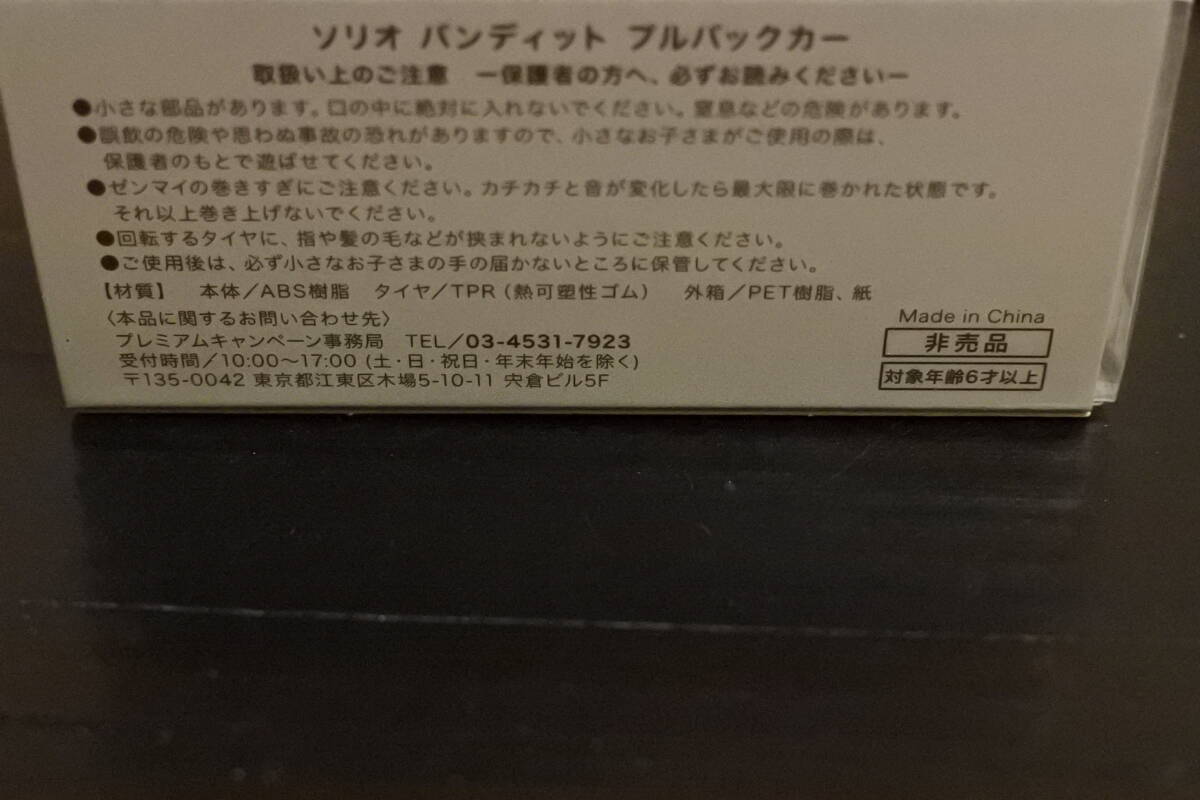 ソリオ バンディット プルバックカー
取扱い上のご注意 ー保護者の方へ、必ずお読みくださいー
●小さな部品があります。口の中に絶対に入れないでください。窒息などの危険があります。
●誤飲の危険や思わぬ事故の恐れがありますので、小さなお子さまがご使用の際は、
保護者のもとで遊ばせてください。
●ゼンマイの巻きすぎにご注意ください。カチカチと音が変化したら最大限に巻かれた状態です。
それ以上巻き上げないでください。
●回転するタイヤに、指や髪の毛などが挟まれないようにご注意ください。
●ご使用後は、必ず小さなお子さまの手の届かないところに保管してください。
【材質】 本体／ABS樹脂 タイヤ／TPR（熱可塑性ゴム） 外箱／PET樹脂、紙
〈本品に関するお問い合わせ先〉
プレミアムキャンペーン事務局 TEL／03-4531-7923
受付時間／10:00～17:00 (土・日・祝日・年末年始を除く)
〒135-0042 東京都江東区木場5-10-11 宍倉ビル5F
Made in China
非売品
対象年齢6才以上